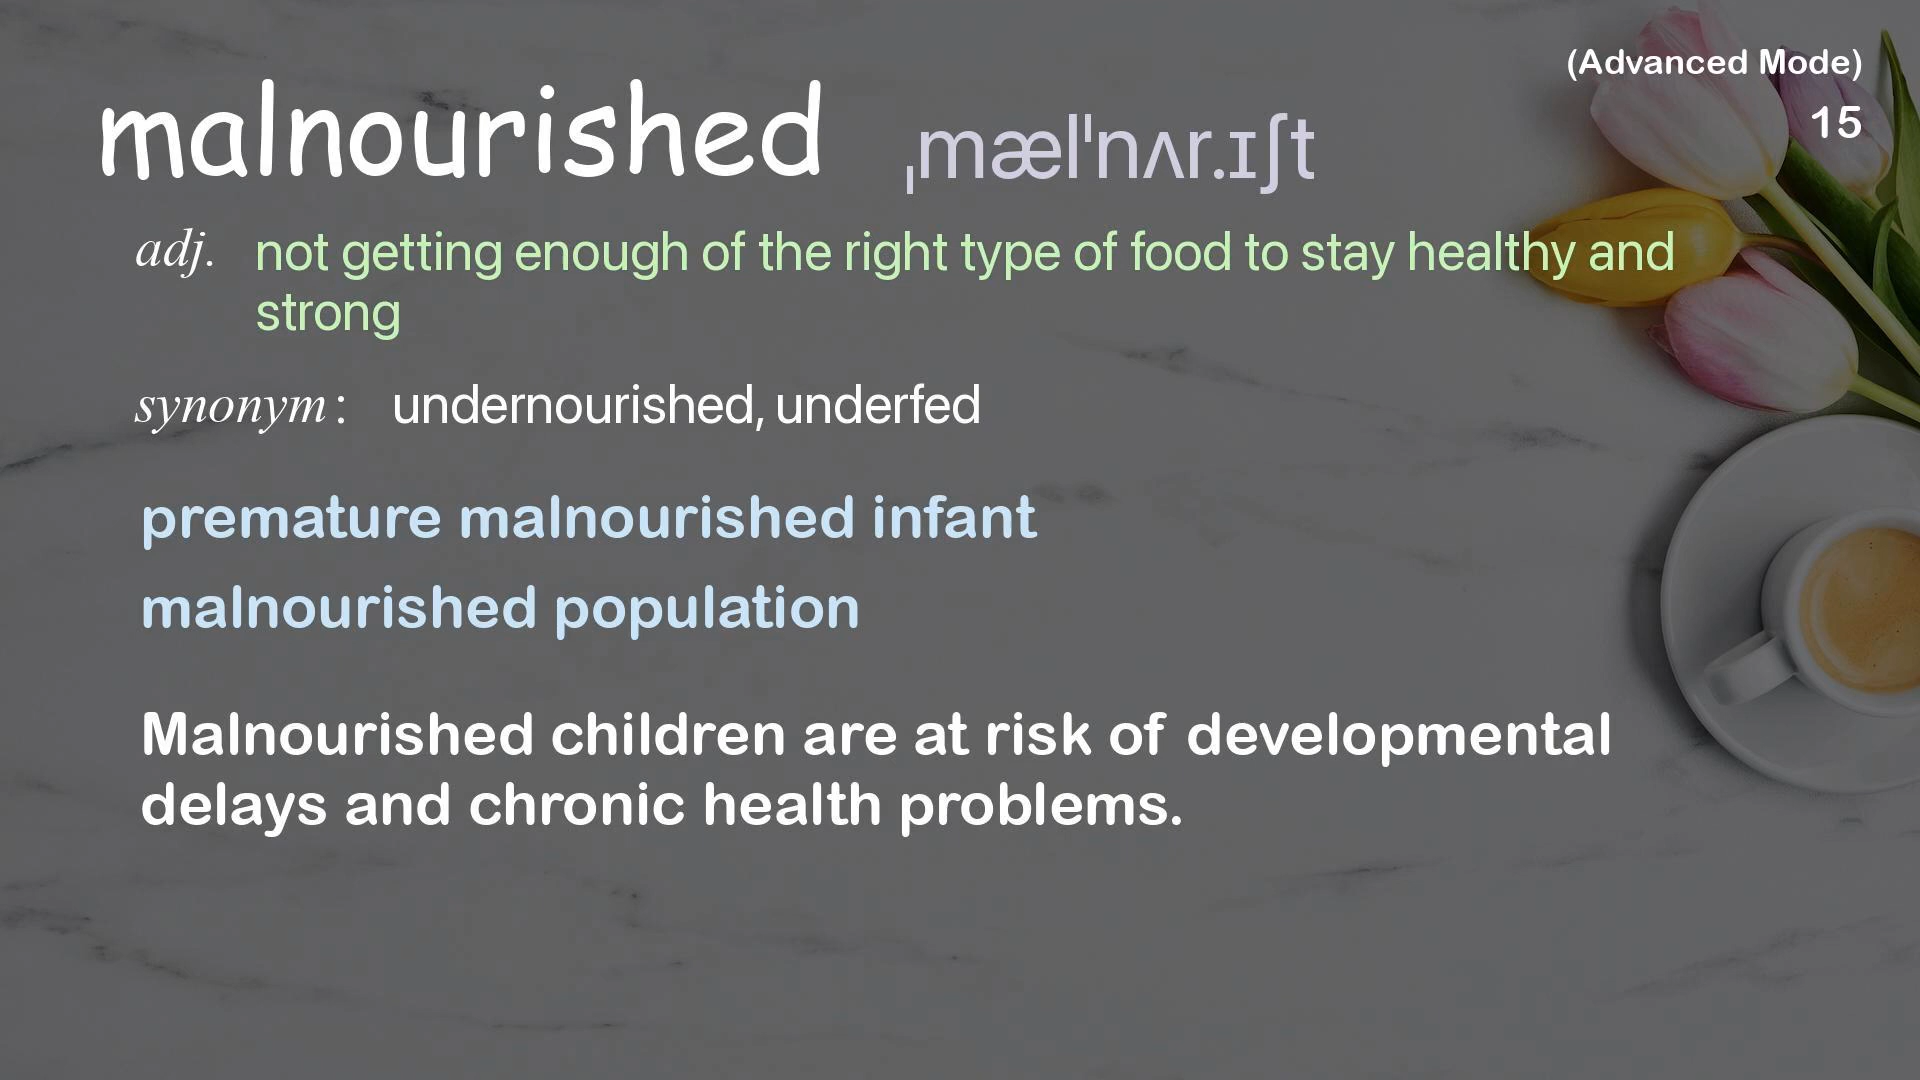 (Advanced Mode)
malnourished ˌmælˈnʌr.ɪʃt
15
adj. not getting enough of the right type of food to stay healthy and
strong
synonym: undernourished, underfed
premature malnourished infant
malnourished population
Malnourished children are at risk of developmental
delays and chronic health problems.